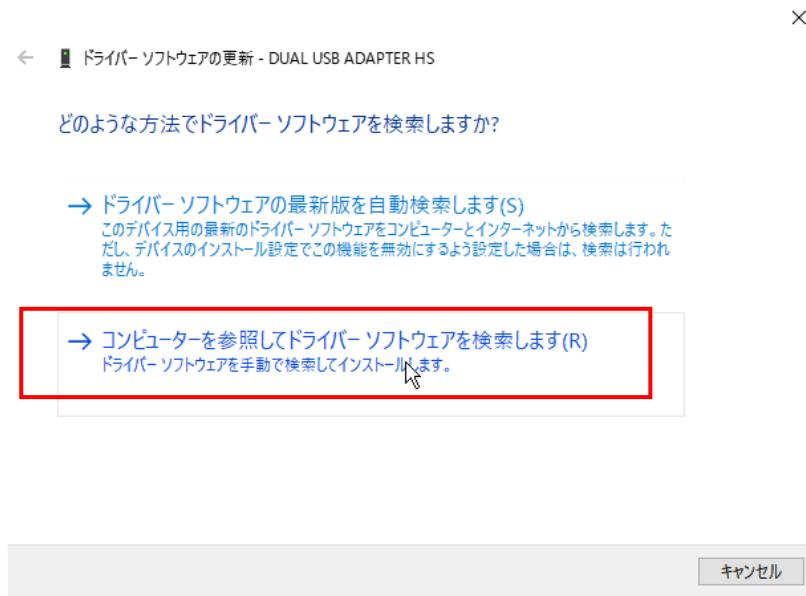 ドライバー ソフトウェアの更新 - DUAL USB ADAPTER HS
どのような方法でドライバー ソフトウェアを検索しますか?
ドライバー ソフトウェアの最新版を自動検索します(S)
このデバイス用の最新のドライバー ソフトウェアをコンピューターとインターネットから検索します。た
だし、デバイスのインストール設定でこの機能を無効にするよう設定した場合は、検索は行われ
ません。
コンピューターを参照してドライバー ソフトウェアを検索します(R)
ドライバー ソフトウェアを手動で検索してインストールします。
キャンセル